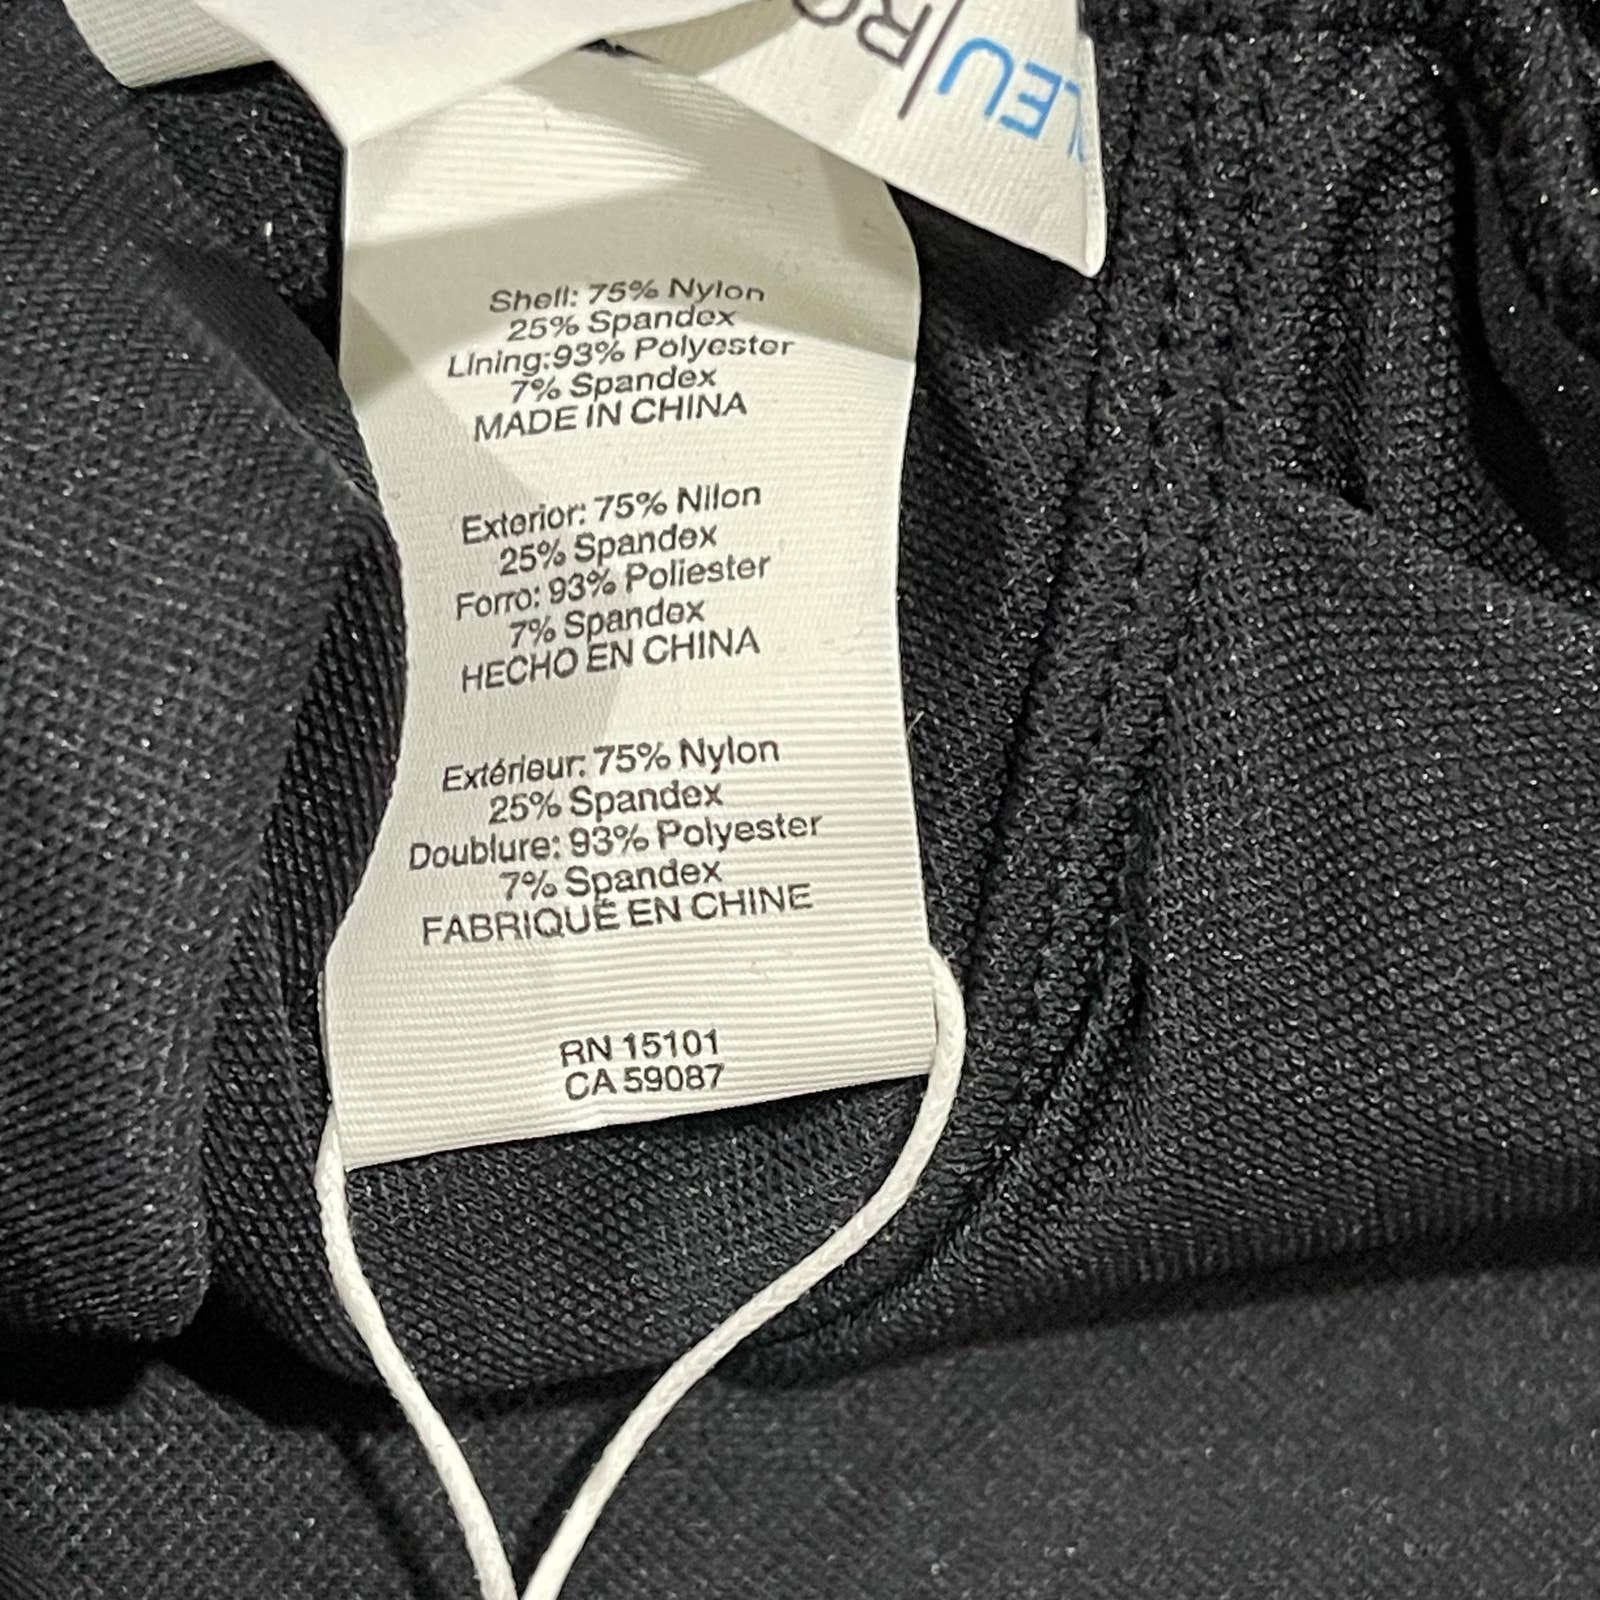 LEU|RO
Shell: 75% Nylon
25% Spandex
Lining:93% Polyester
7% Spandex
MADE IN CHINA
Exterior: 75% Nilon
25% Spandex
Forro: 93% Poliester
7% Spandex
HECHO EN CHINA
Extérieur: 75% Nylon
25% Spandex
Doublure: 93% Polyester
7% Spandex
FABRIQUÉ EN CHINE
RN 15101
CA 59087